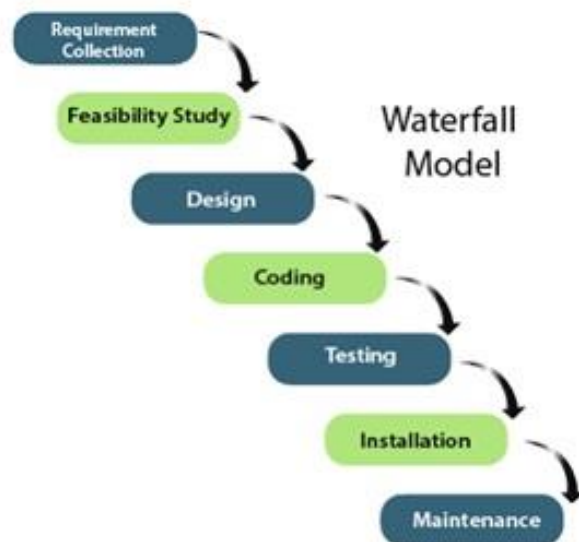 Requirement
Collection
Feasibility Study
Waterfall
Model
Design
Coding
Testing
Installation
Maintenance